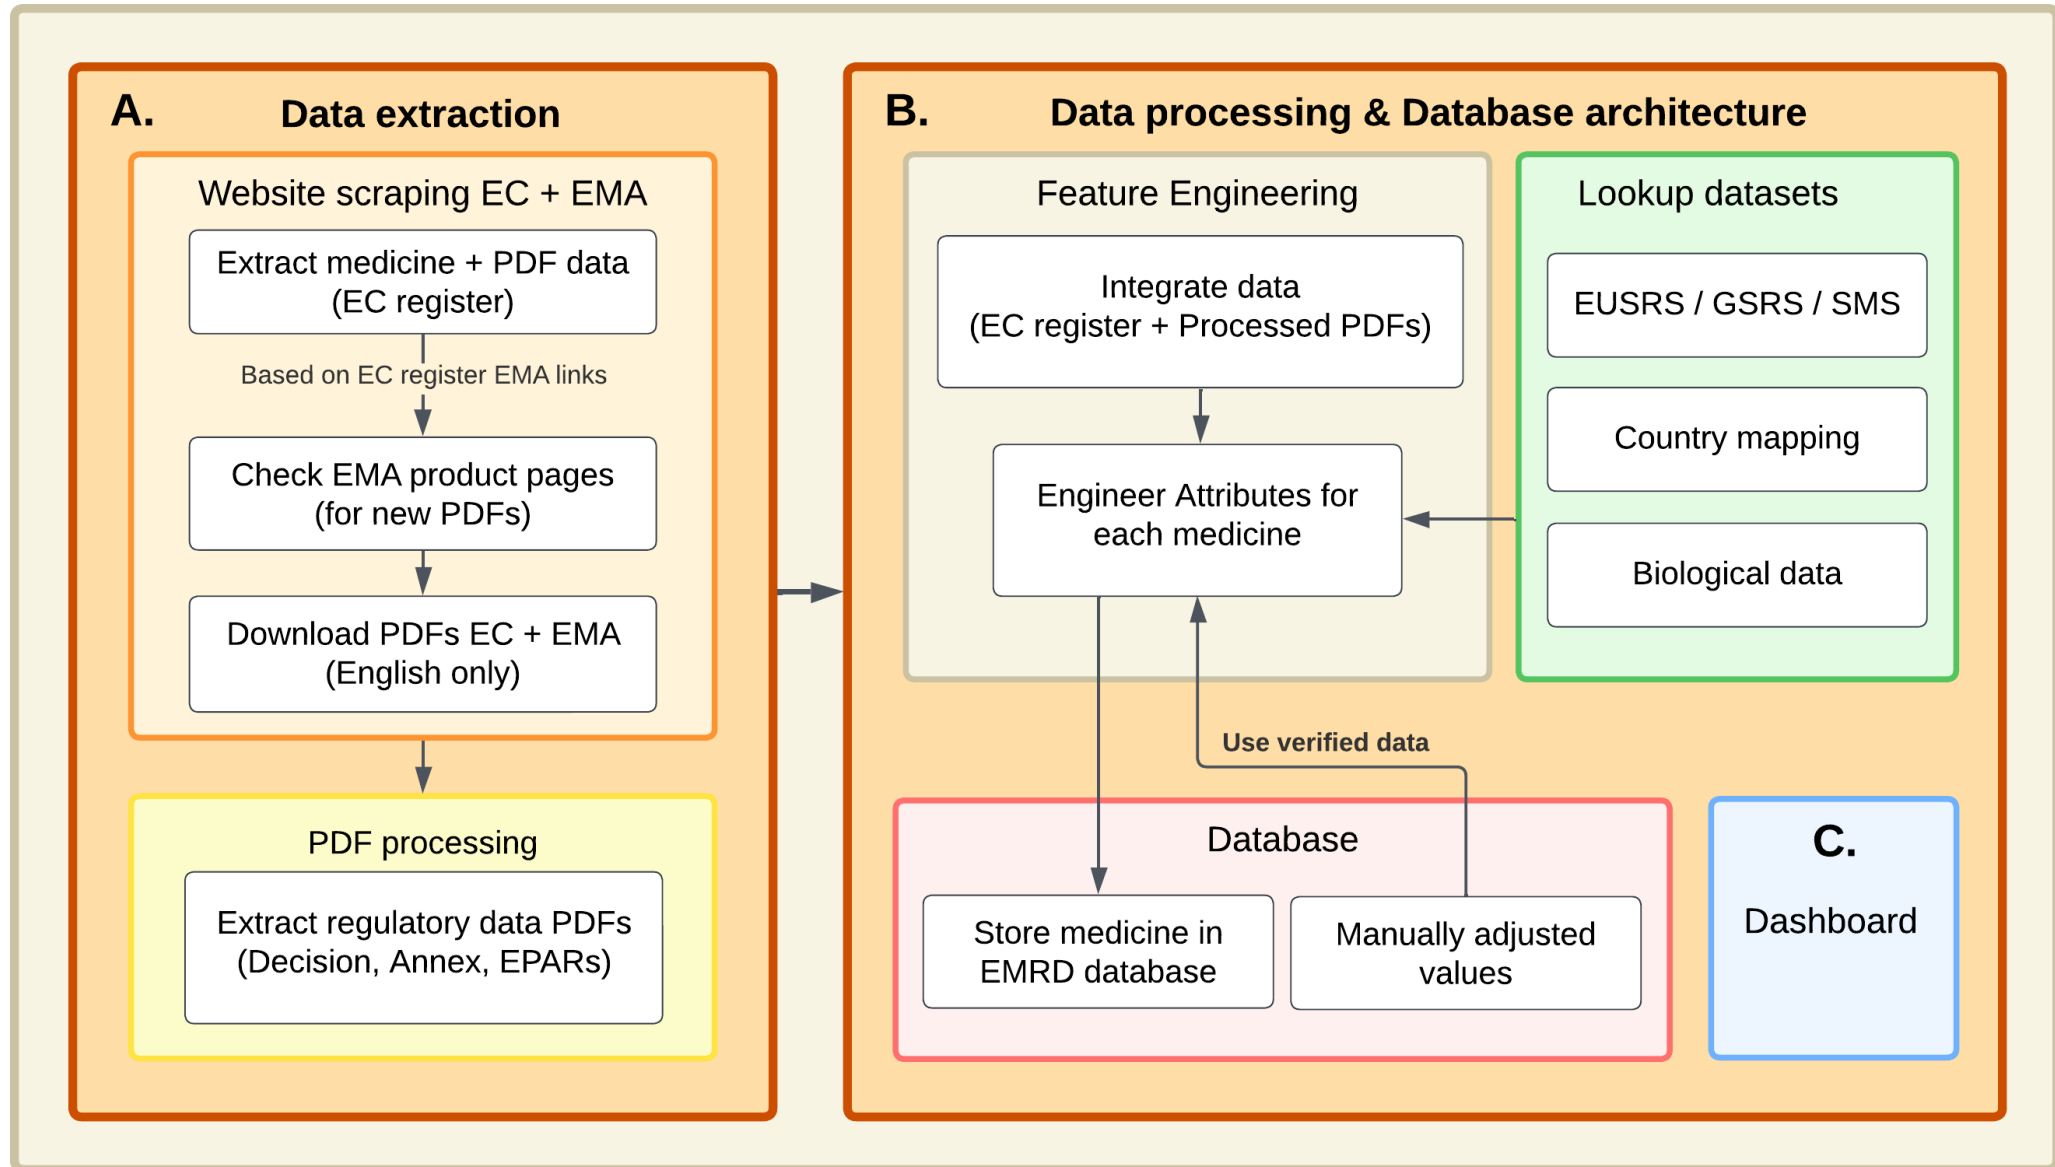 A.
Data extraction
Website scraping EC + EMA
Extract medicine + PDF data
(EC register)
Based on EC register EMA links
Check EMA product pages
(for new PDFs)
Download PDFs EC + EMA
(English only)
PDF processing
Extract regulatory data PDFs
(Decision, Annex, EPARs)
B.
Data processing & Database architecture
Feature Engineering
Integrate data
(EC register + Processed PDFs)
Engineer Attributes for
each medicine
Lookup datasets
EUSRS / GSRS / SMS
Country mapping
Biological data
Use verified data
Database
Store medicine in
EMRD database
Manually adjusted
values
C.
Dashboard